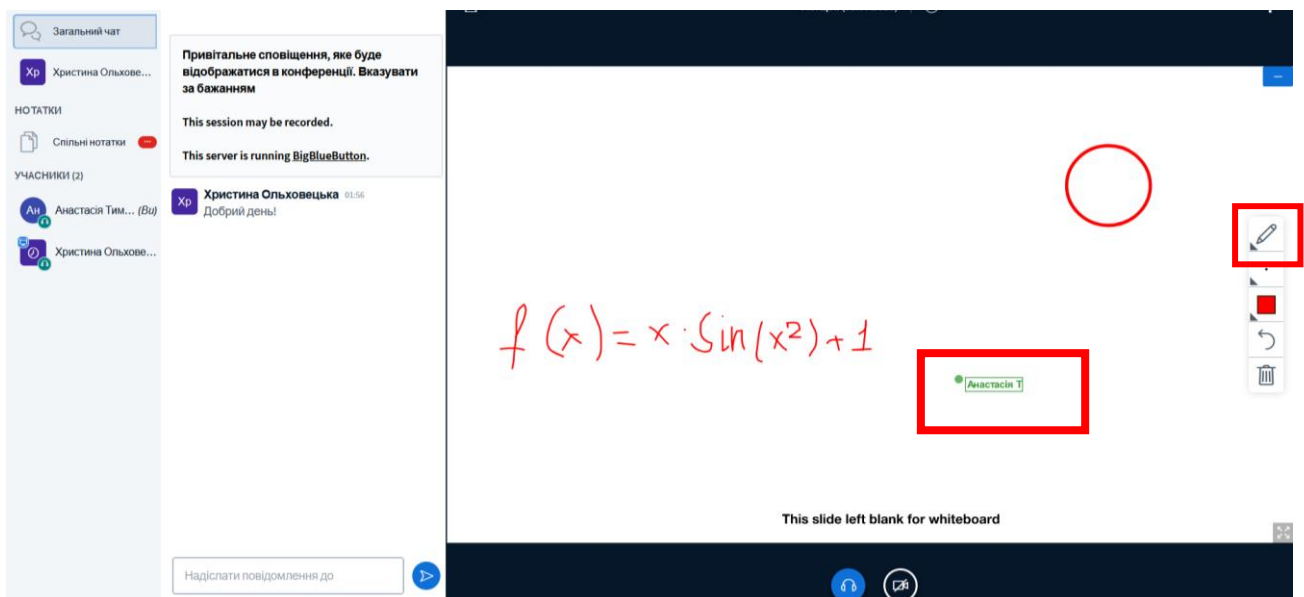 Загальний чат
Христина Ольхове...
НОТАТКИ
Спільні нотатки
УЧАСНИКИ (2)
Ан
Анастасія Тим... (Ви)
Христина Ольхове...
Хр
Привітальне сповіщення, яке буде
відображатися в конференції. Вказувати
за бажанням
This session may be recorded.
This server is running BigBlueButton.
Хр
Христина Ольховецька 01:56
Добрий день!
Надіслати повідомлення до
f(x) = x · Sin(x²) + 1
Анастасія Т
This slide left blank for whiteboard